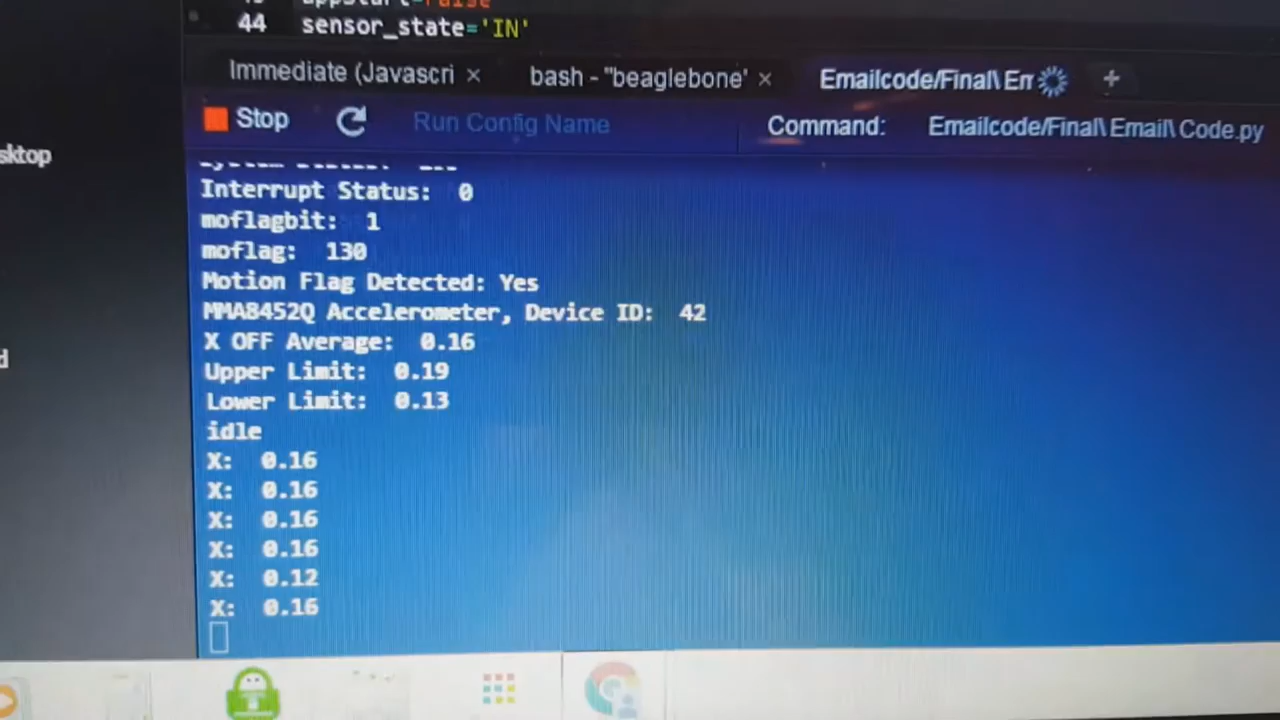 44 sensor_state='IN'
Immediate (Javascri × bash - "beaglebone' × Emailcode/Final\ Em +
Stop Run Config Name Command: Emailcode/Final\ Email\ Code.py
sktop
Interrupt Status: 0
moflagbit: 1
moflag: 130
Motion Flag Detected: Yes
MMA8452Q Accelerometer, Device ID: 42
X OFF Average: 0.16
Upper Limit: 0.19
Lower Limit: 0.13
idle
X: 0.16
X: 0.16
X: 0.16
X: 0.16
X: 0.12
X: 0.16